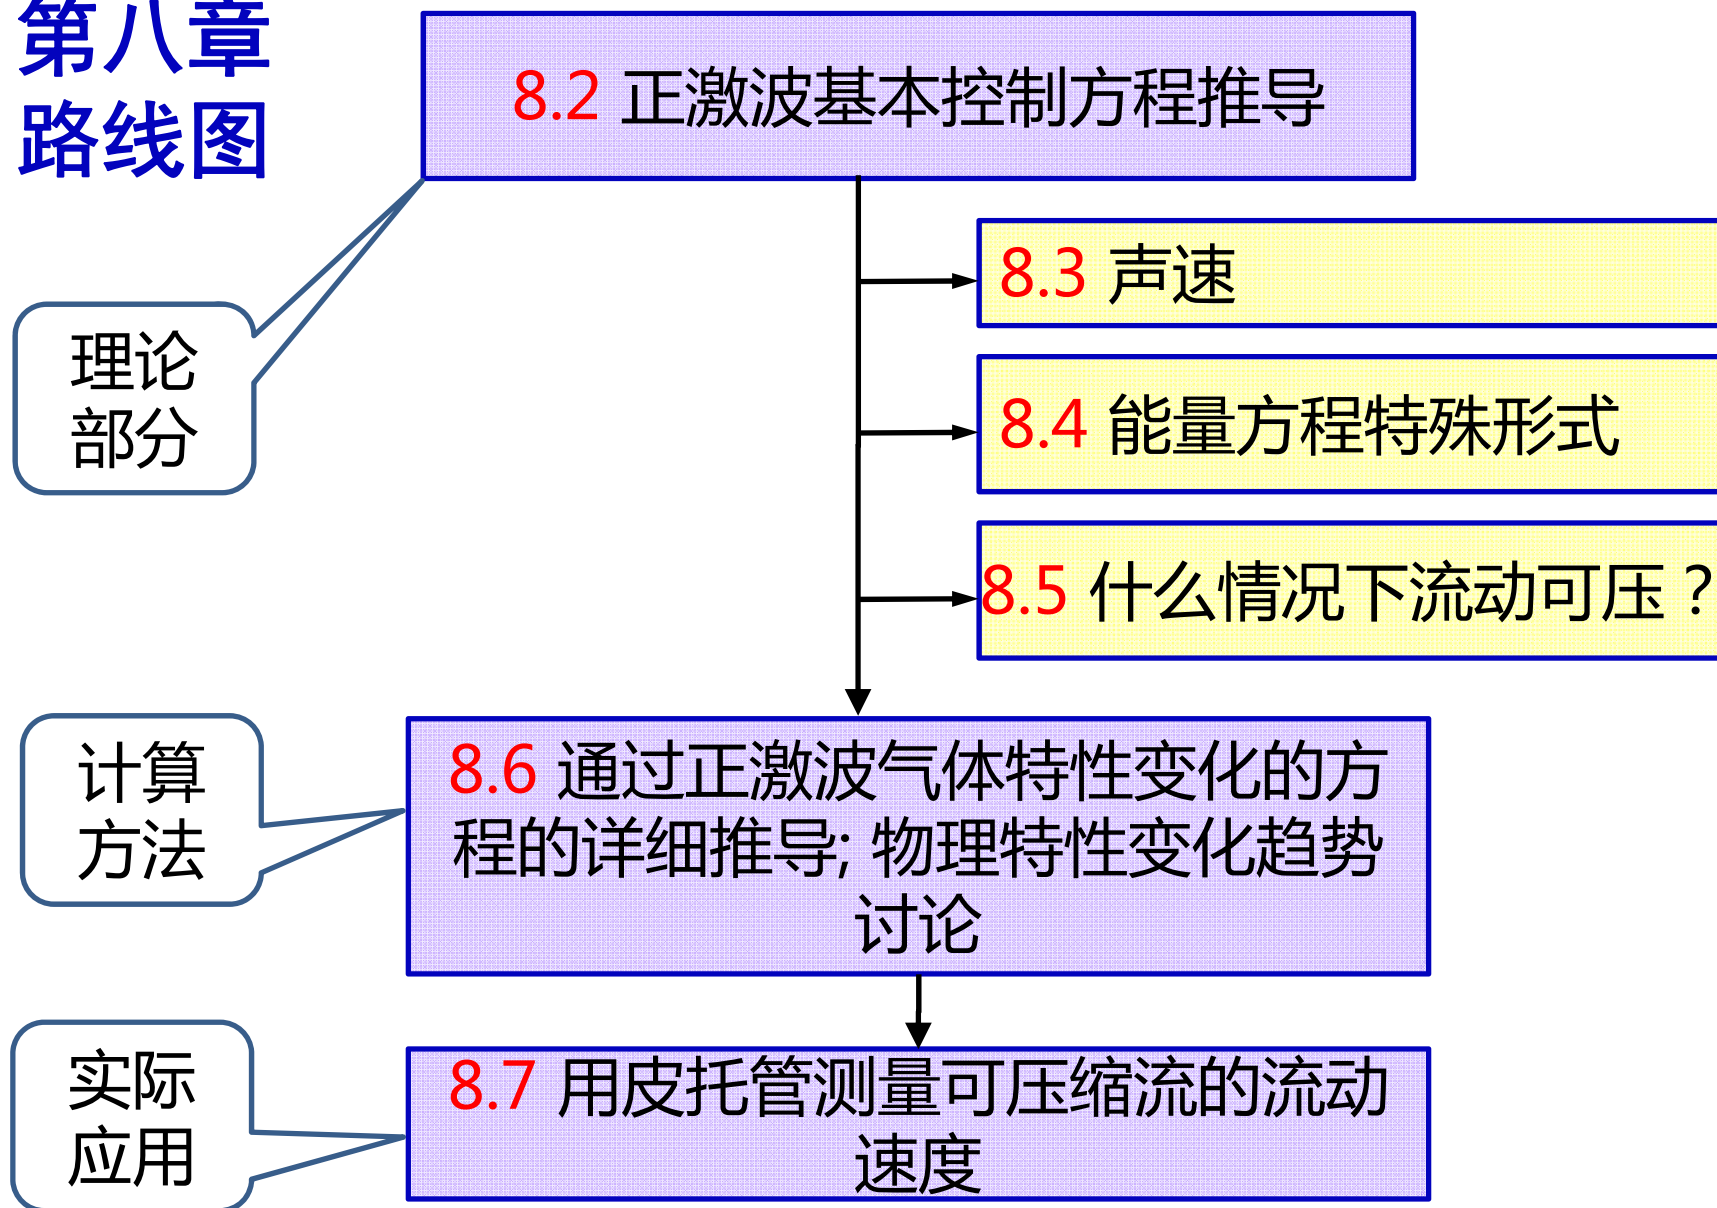 第八章
路线图
8.2 正激波基本控制方程推导
8.3 声速
理论
部分
8.4 能量方程特殊形式
8.5 什么情况下流动可压？
计算
方法
8.6 通过正激波气体特性变化的方
程的详细推导; 物理特性变化趋势
讨论
实际
应用
8.7 用皮托管测量可压缩流的流动
速度